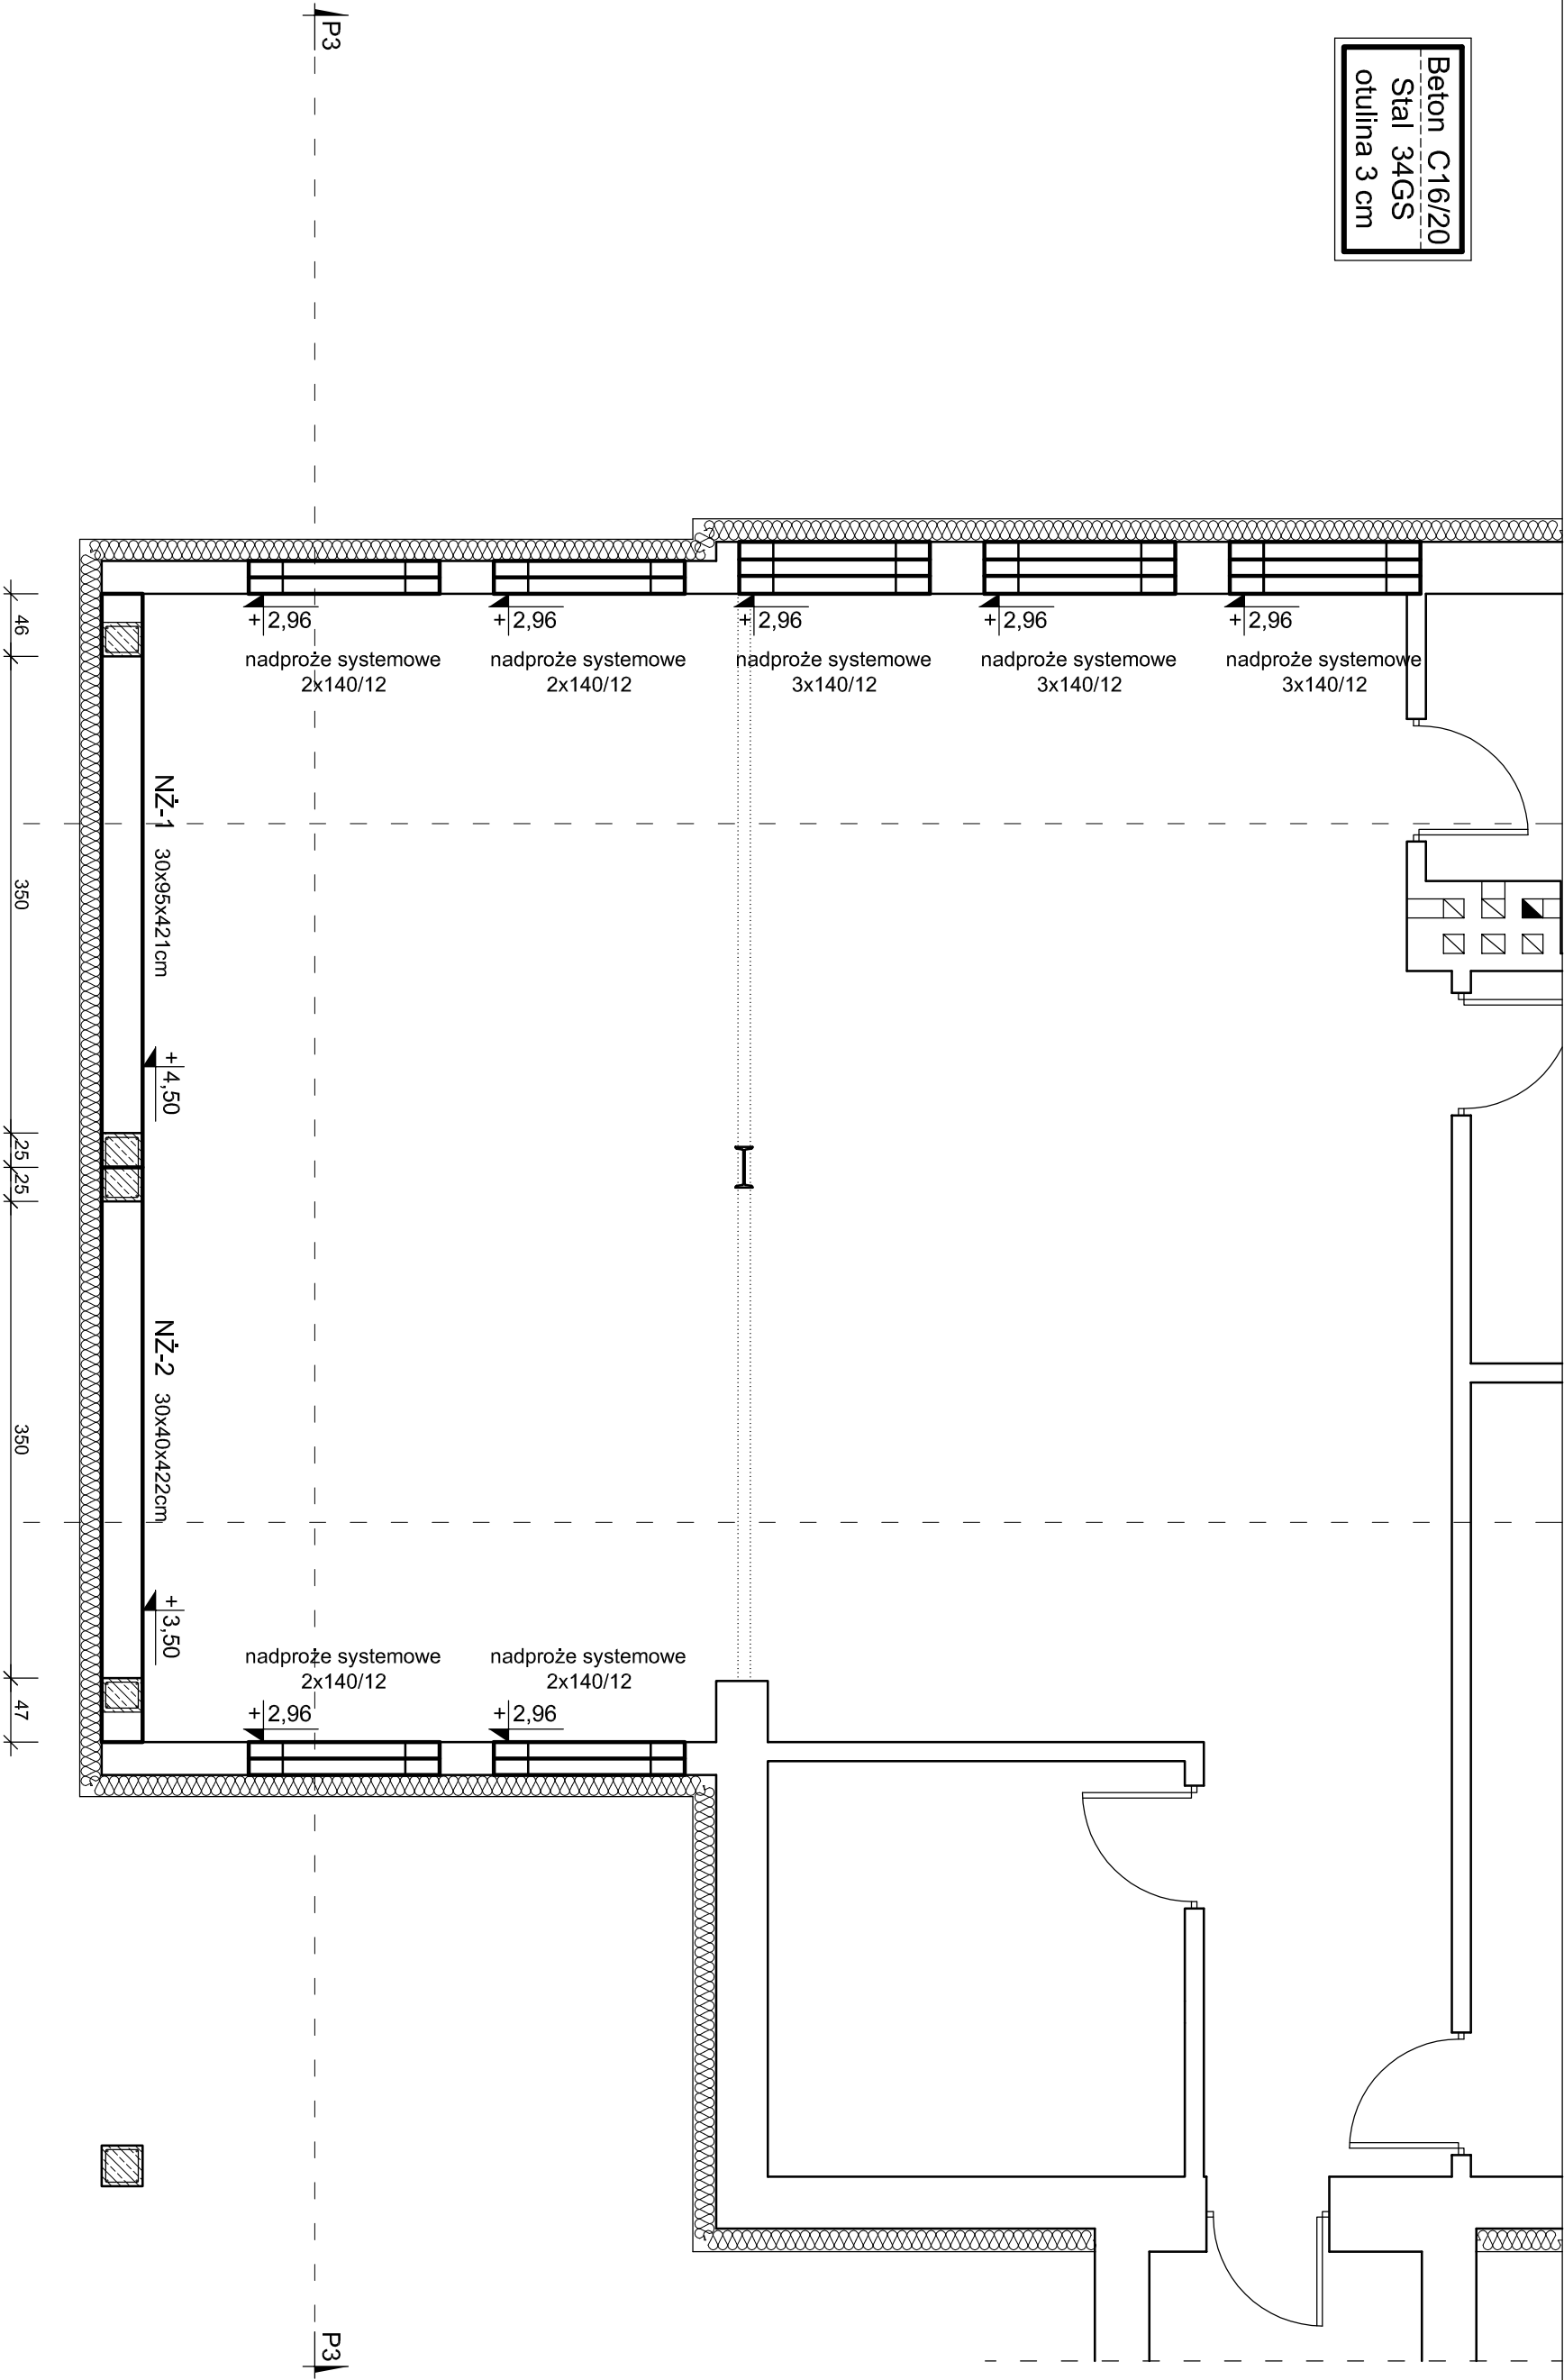 P3
Beton C16/20
Stal 34GS
otulina 3 cm
+2,96
+2,96
+2,96
+2,96
+2,96
nadproże systemowe
2x140/12
nadproże systemowe
2x140/12
nadproże systemowe
3x140/12
nadproże systemowe
3x140/12
nadproże systemowe
3x140/12
46
350
25
25
350
47
NŻ-1 30x95x421cm
+4,50
NŻ-2 30x40x422cm
+3,50
nadproże systemowe
2x140/12
nadproże systemowe
2x140/12
+2,96
+2,96
P3